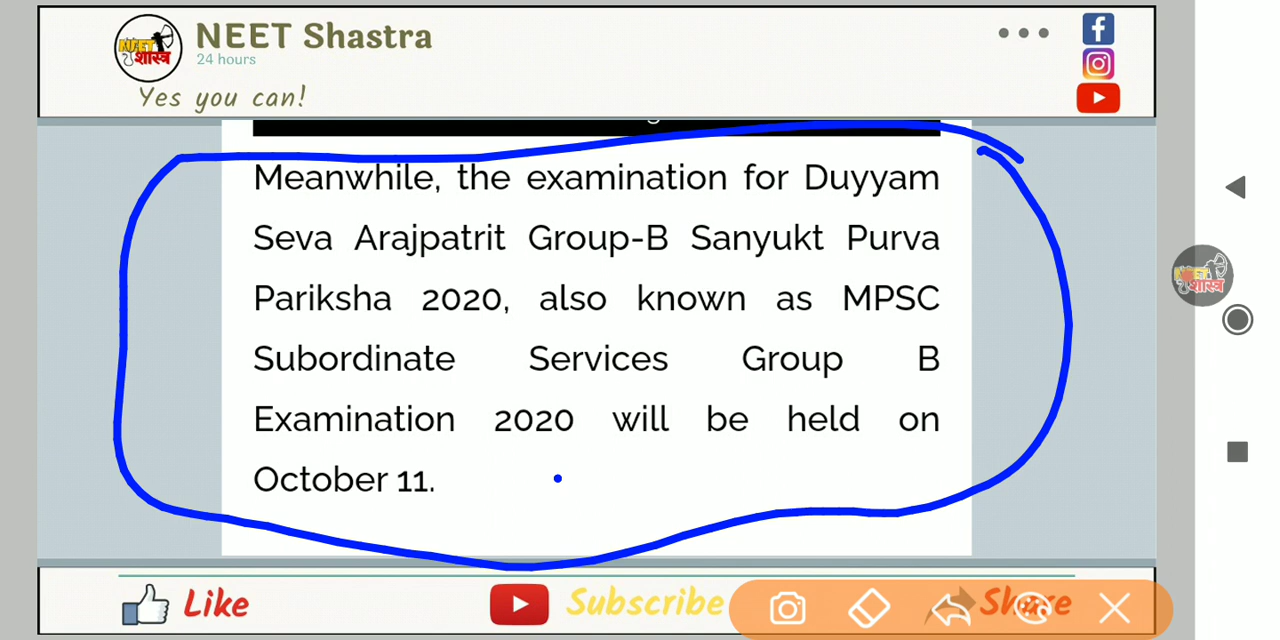 NEET Shastra
24 hours
Yes you can!
Meanwhile, the examination for Duyyam
Seva Arajpatrit Group-B Sanyukt Purva
Pariksha 2020, also known as MPSC
Subordinate Services Group B
Examination 2020 will be held on
October 11.
Like
Subscribe
Share
NEET
शास्त्र
शास्त्र